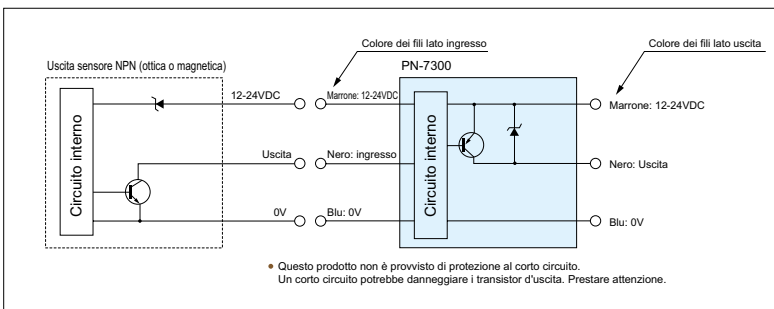 Colore dei fili lato ingresso
Colore dei fili lato uscita
Uscita sensore NPN (ottica o magnetica)
PN-7300
12-24VDC
Marrone: 12-24VDC
Marrone: 12-24VDC
Circuito interno
Circuito interno
Uscita
Nero: ingresso
Nero: Uscita
0V
Blu: 0V
Blu: 0V
• Questo prodotto non è provvisto di protezione al corto circuito.
Un corto circuito potrebbe danneggiare i transistor d'uscita. Prestare attenzione.